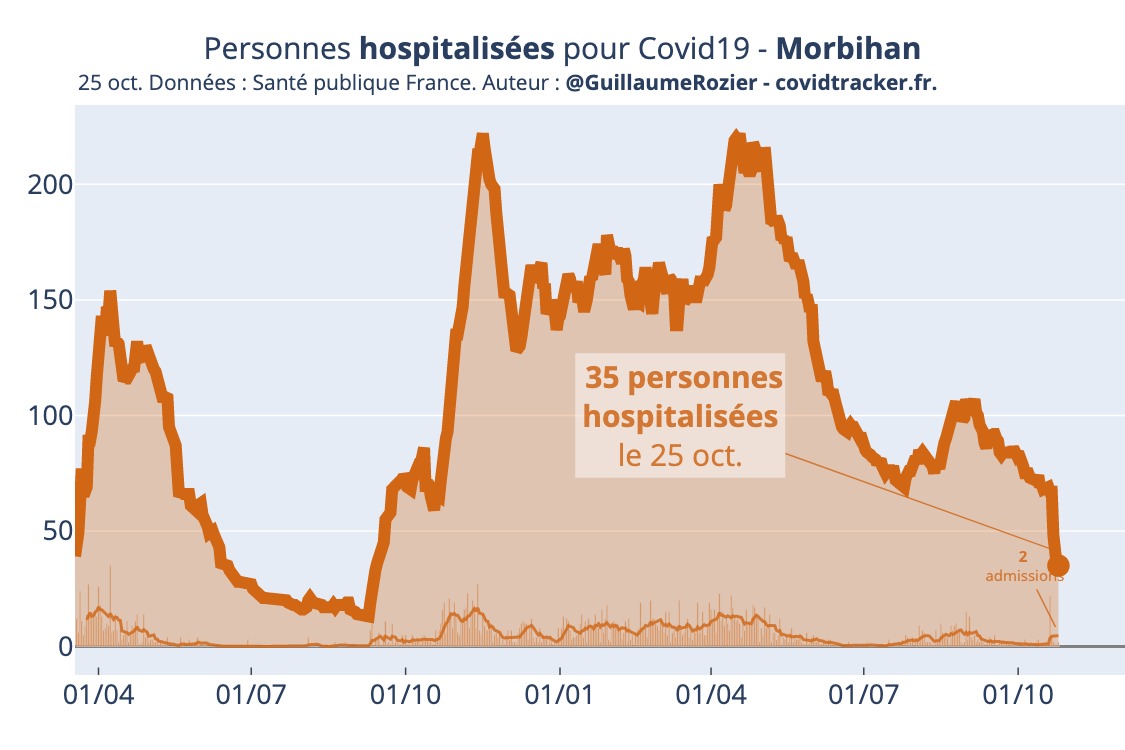 Personnes hospitalisées pour Covid19 - Morbihan
25 oct. Données : Santé publique France. Auteur : @GuillaumeRozier - covidtracker.fr.
200
150
100
50
0
35 personnes
hospitalisées
le 25 oct.
2
admissions
01/04
01/07
01/10
01/01
01/04
01/07
01/10